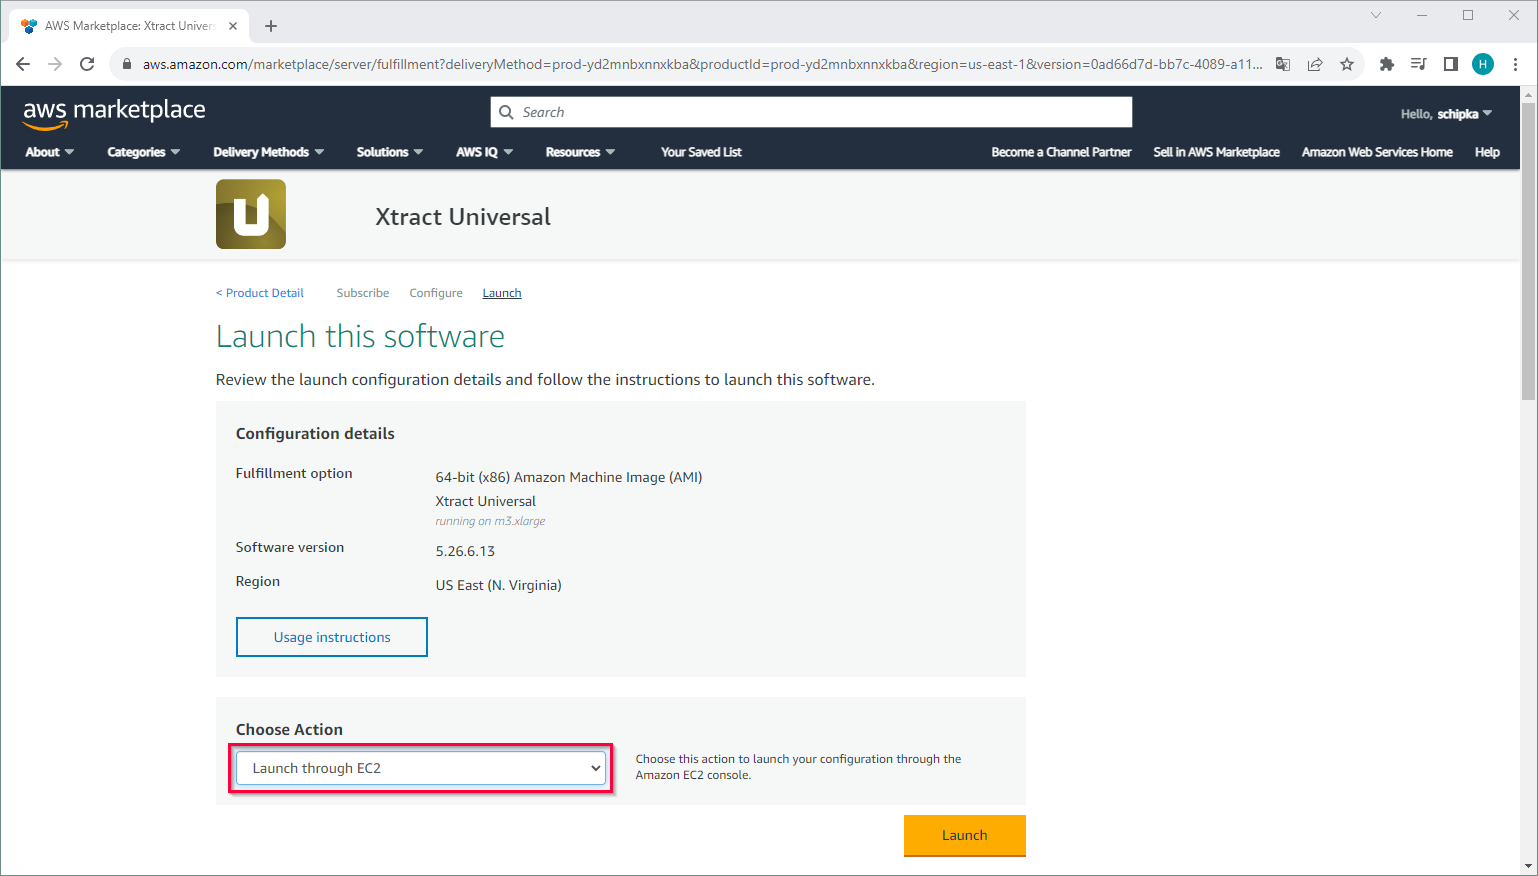 AWS Marketplace: Xtract Univers
aws.amazon.com/marketplace/server/fulfillment?deliveryMethod=prod-yd2mnbxnnxkba&productId=prod-yd2mnbxnnxkba&region=us-east-1&version=0ad66d7d-bb7c-4089-a11...
H
aws marketplace
Search
Hello, schipka
About Categories Delivery Methods Solutions AWS IQ Resources Your Saved List Become a Channel Partner Sell in AWS Marketplace Amazon Web Services Home Help
Xtract Universal
< Product Detail Subscribe Configure Launch
Launch this software
Review the launch configuration details and follow the instructions to launch this software.
Configuration details
Fulfillment option 64-bit (x86) Amazon Machine Image (AMI)
Xtract Universal
running on m3.xlarge
Software version 5.26.6.13
Region US East (N. Virginia)
Usage instructions
Choose Action
Launch through EC2
Choose this action to launch your configuration through the
Amazon EC2 console.
Launch